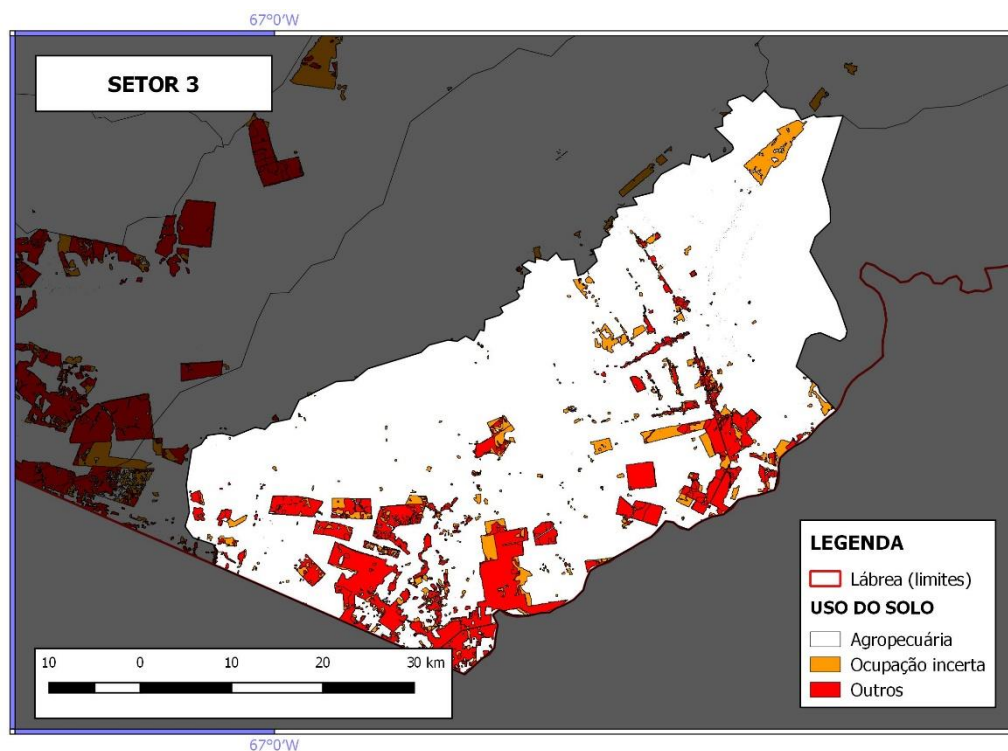 67°0'W
SETOR 3
LEGENDA
Lábrea (limites)
USO DO SOLO
Agropecuária
Ocupação incerta
Outros
10 0 10 20 30 km
67°0'W